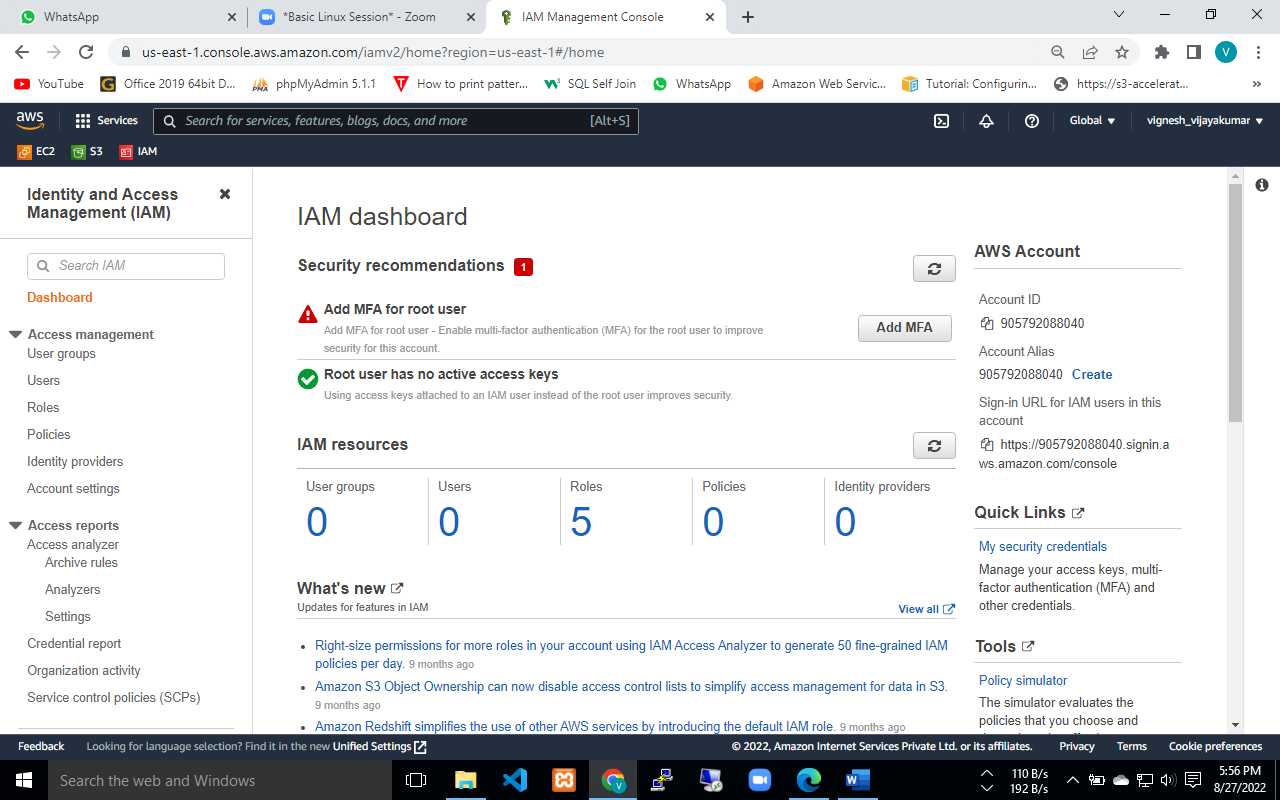 WhatsApp
*Basic Linux Session* - Zoom
IAM Management Console
us-east-1.console.aws.amazon.com/iamv2/home?region=us-east-1#/home
V
YouTube
Office 2019 64bit D...
phpMyAdmin 5.1.1
How to print patter...
SQL Self Join
WhatsApp
Amazon Web Servic...
Tutorial: Configurin...
https://s3-accelerat...
»
aws
Services
Search for services, features, blogs, docs, and more
[Alt+S]
Global
vignesh_vijayakumar
EC2
S3
IAM
Identity and Access
Management (IAM)
Search IAM
Dashboard
Access management
User groups
Users
Roles
Policies
Identity providers
Account settings
Access reports
Access analyzer
Archive rules
Analyzers
Settings
Credential report
Organization activity
Service control policies (SCPs)
IAM dashboard
Security recommendations 1
Add MFA for root user
Add MFA for root user - Enable multi-factor authentication (MFA) for the root user to improve
security for this account.
Add MFA
Root user has no active access keys
Using access keys attached to an IAM user instead of the root user improves security.
IAM resources
User groups
0
Users
0
Roles
5
Policies
0
Identity providers
0
What's new
Updates for features in IAM
View all
Right-size permissions for more roles in your account using IAM Access Analyzer to generate 50 fine-grained IAM
policies per day. 9 months ago
Amazon S3 Object Ownership can now disable access control lists to simplify access management for data in S3.
9 months ago
Amazon Redshift simplifies the use of other AWS services by introducing the default IAM role. 9 months ago
AWS Account
Account ID
905792088040
Account Alias
905792088040 Create
Sign-in URL for IAM users in this
account
https://905792088040.signin.a
ws.amazon.com/console
Quick Links
My security credentials
Manage your access keys, multi-
factor authentication (MFA) and
other credentials.
Tools
Policy simulator
The simulator evaluates the
policies that you choose and
Feedback
Looking for language selection? Find it in the new Unified Settings
© 2022, Amazon Internet Services Private Ltd. or its affiliates.
Privacy
Terms
Cookie preferences
Search the web and Windows
110 B/s
192 B/s
5:56 PM
8/27/2022